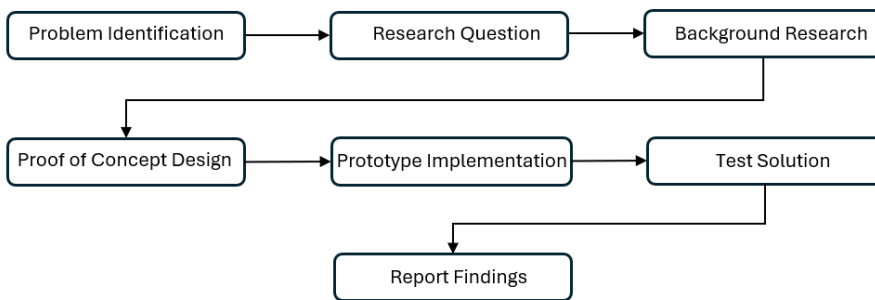 Problem Identification
Research Question
Background Research
Proof of Concept Design
Prototype Implementation
Test Solution
Report Findings